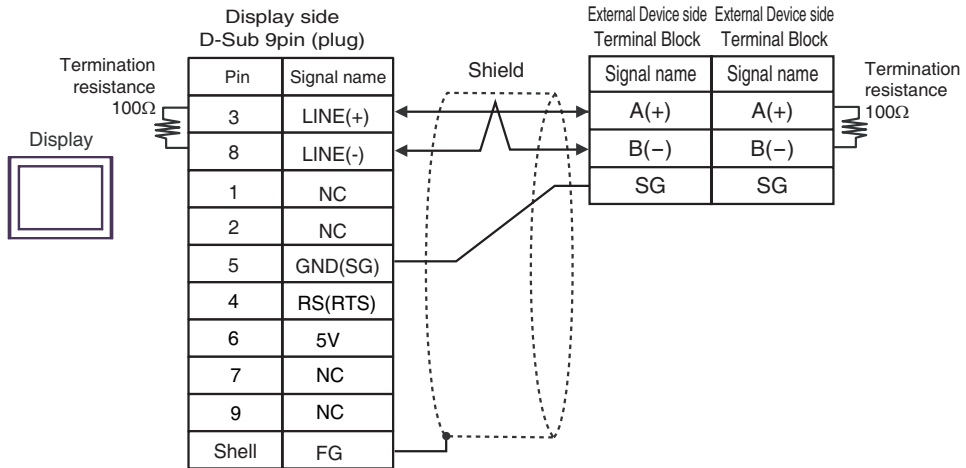 Display side
D-Sub 9pin (plug)
External Device side
Terminal Block
External Device side
Terminal Block
Termination
resistance
100Ω
Display
Pin Signal name
3 LINE(+)
8 LINE(-)
1 NC
2 NC
5 GND(SG)
4 RS(RTS)
6 5V
7 NC
9 NC
Shell FG
Shield
Signal name Signal name
A(+) A(+)
B(−) B(−)
SG SG
Termination
resistance
100Ω